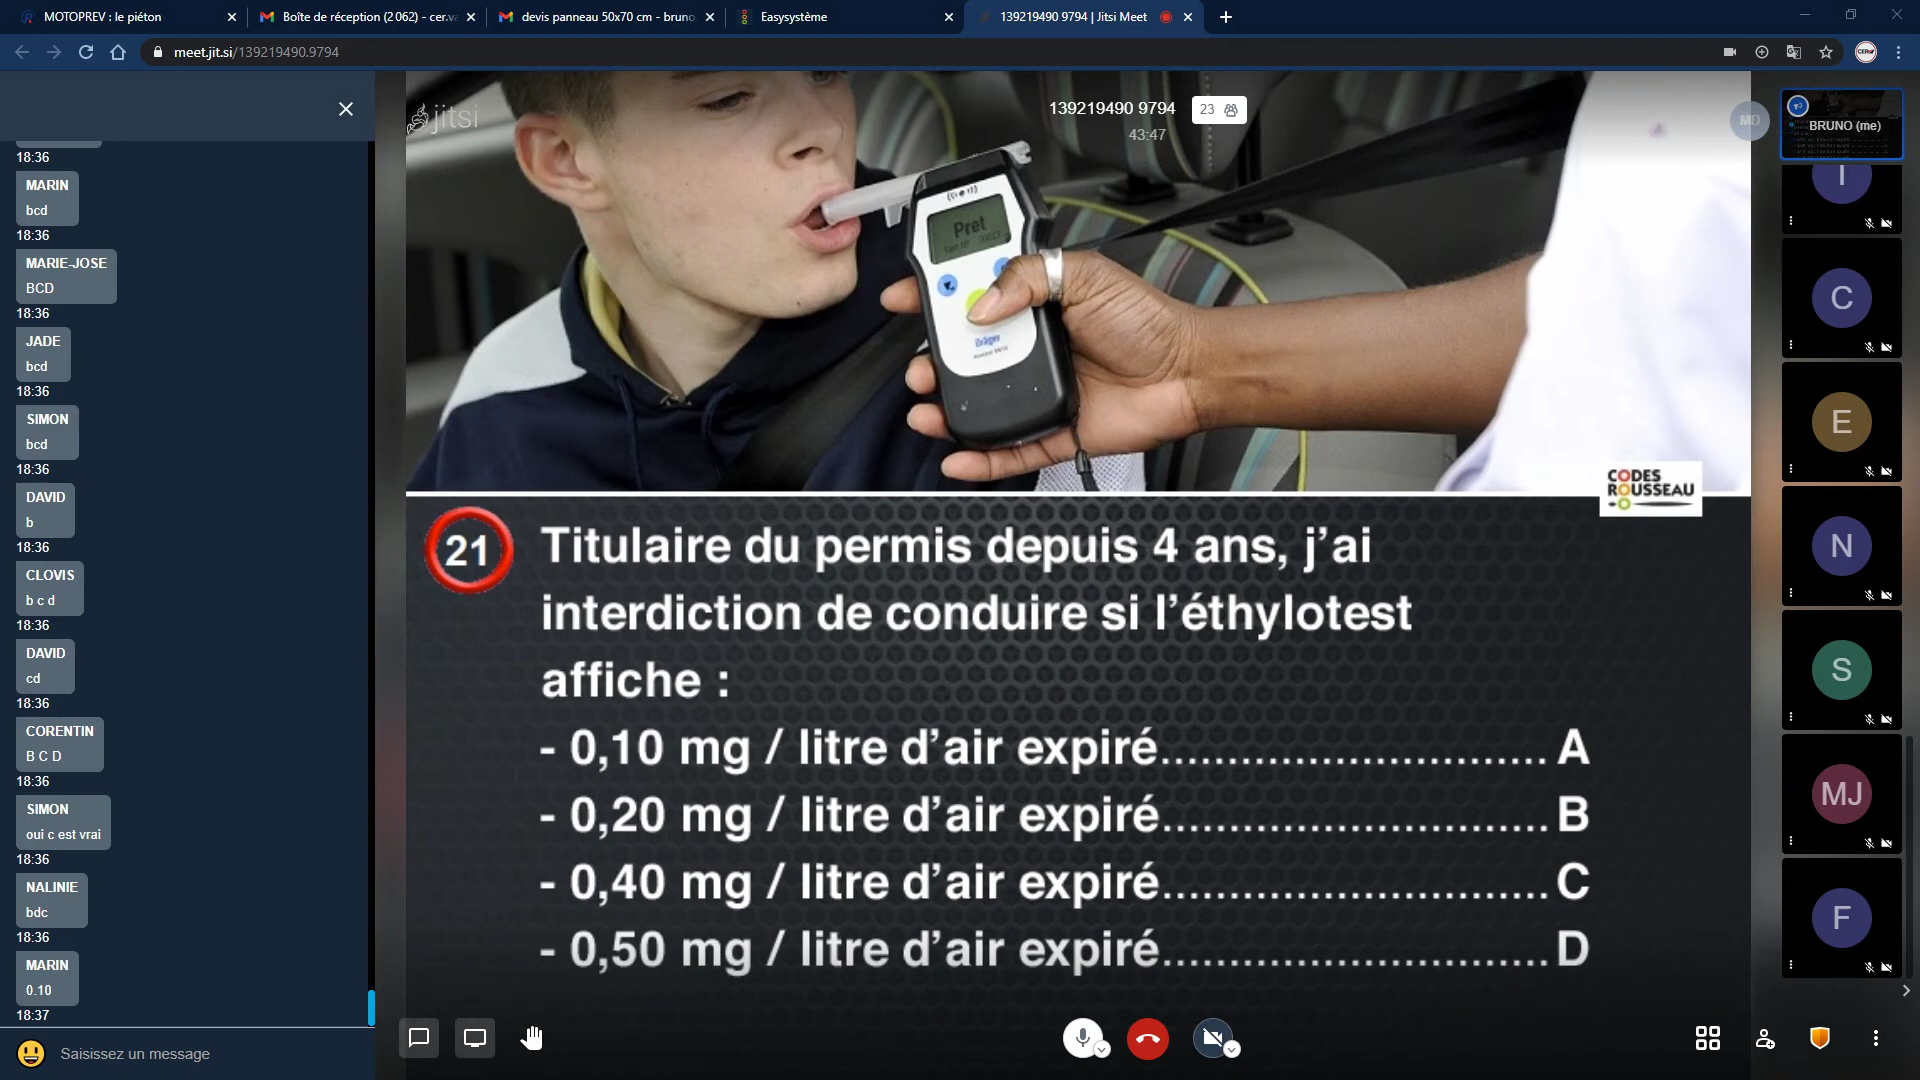 MOTOPREV : le piéton
Boîte de réception (2 062) - cer.va
devis panneau 50x70 cm - bruno.
Easysystème
139219490 9794 | Jitsi Meet
meet.jit.si/139219490.9794
18:36
MARIN
bcd
18:36
MARIE-JOSE
BCD
18:36
JADE
bcd
18:36
SIMON
bcd
18:36
DAVID
b
18:36
CLOVIS
b c d
18:36
DAVID
cd
18:36
CORENTIN
B C D
18:36
SIMON
oui c est vrai
18:36
NALINIE
bdc
18:36
MARIN
0.10
18:37
Saisissez un message
jitsi
139219490 9794
23
43:47
Pret
Dräger
CODES
ROUSSEAU
21
Titulaire du permis depuis 4 ans, j’ai
interdiction de conduire si l’éthylotest
affiche :
- 0,10 mg / litre d’air expiré............................. A
- 0,20 mg / litre d’air expiré............................. B
- 0,40 mg / litre d’air expiré............................. C
- 0,50 mg / litre d’air expiré............................. D
MD
BRUNO (me)
I
C
E
N
S
MJ
F